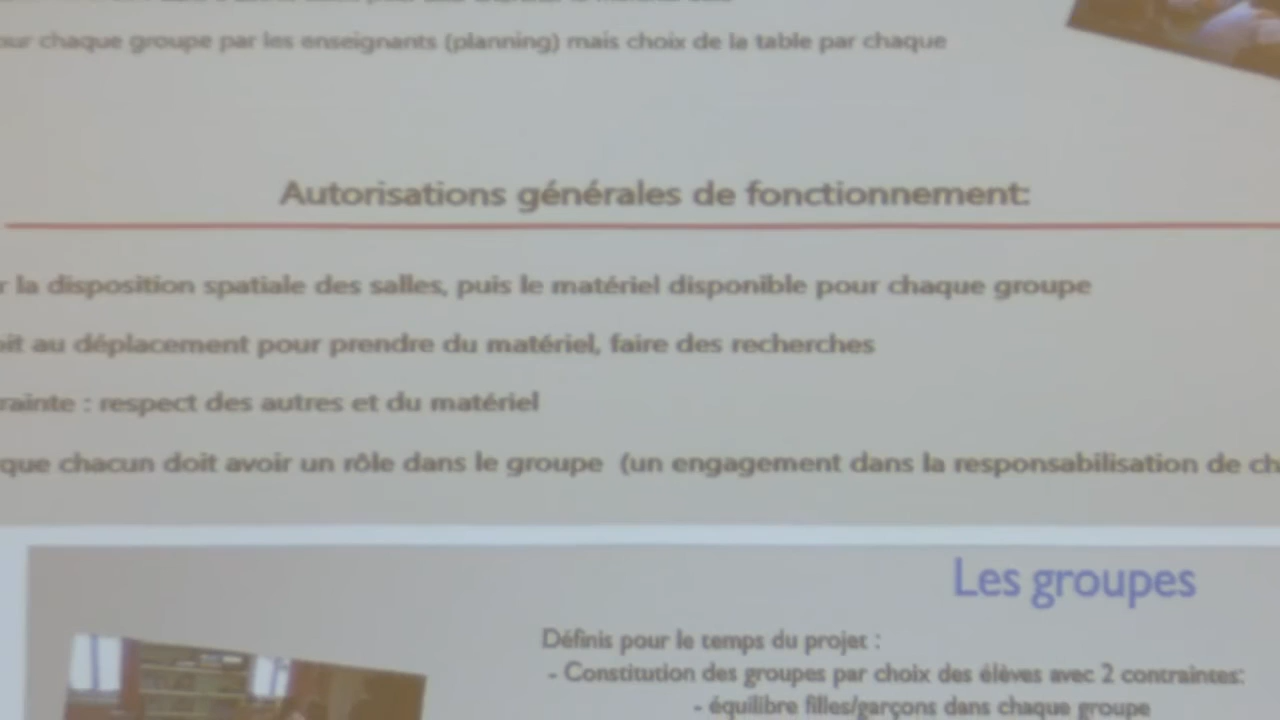 chaque groupe par les enseignants (planning) mais choix de la table par chaque
Autorisations générales de fonctionnement:
la disposition spatiale des salles, puis le matériel disponible pour chaque groupe
au déplacement pour prendre du matériel, faire des recherches
: respect des autres et du matériel
que chacun doit avoir un rôle dans le groupe (un engagement dans la responsabilisation de
Les groupes
Définis pour le temps du projet :
- Constitution des groupes par choix des élèves avec 2 contraintes:
- équilibre filles/garçons dans chaque groupe